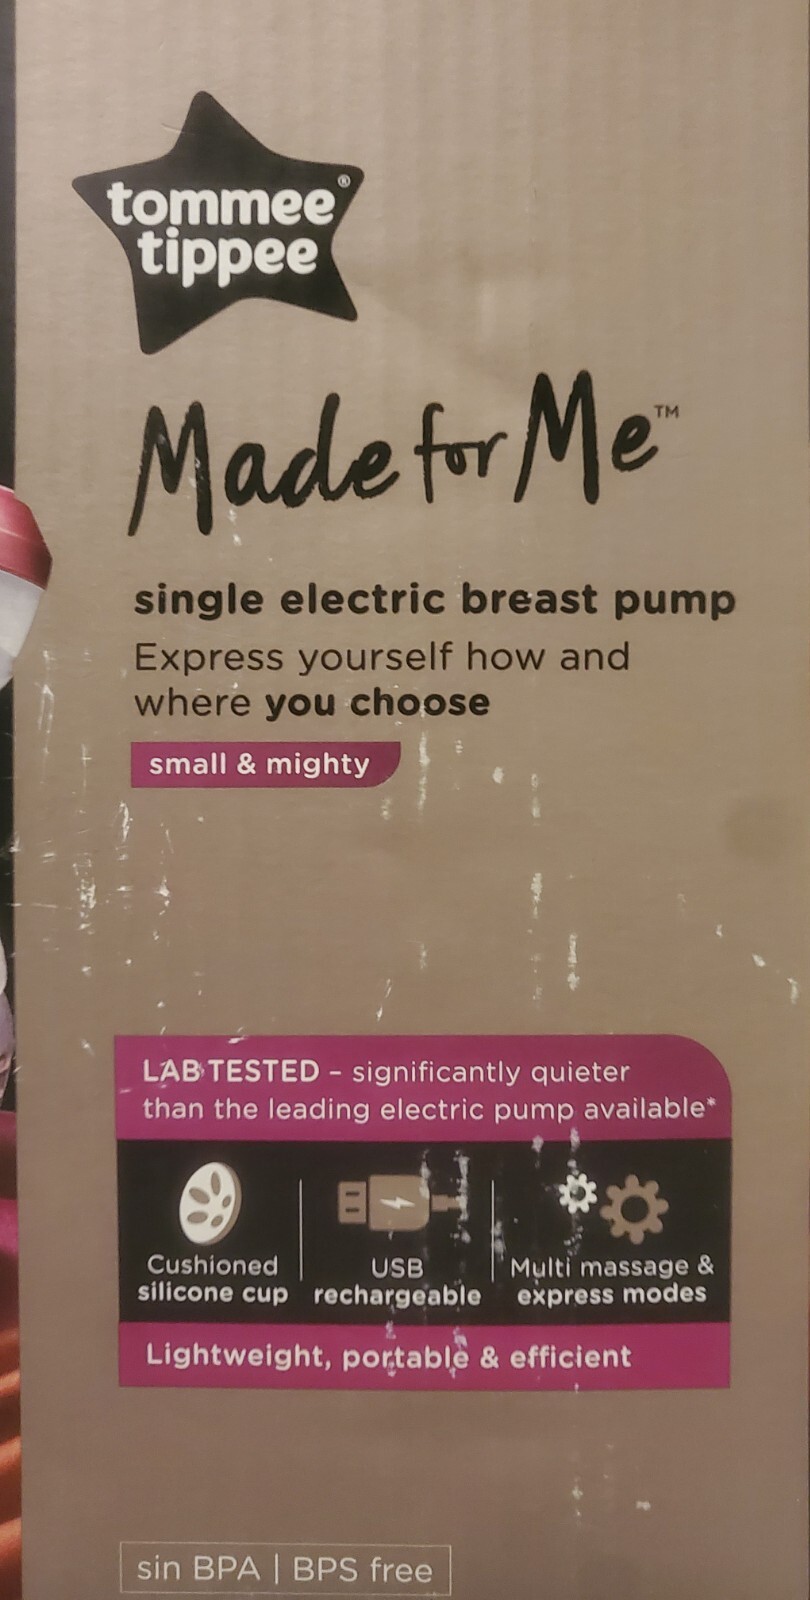 tommee®
tippee
Made for Me™
single electric breast pump
Express yourself how and
where you choose
small & mighty
LAB TESTED – significantly quieter
than the leading electric pump available*
Cushioned
silicone cup
USB
rechargeable
Multi massage &
express modes
Lightweight, portable & efficient
sin BPA | BPS free